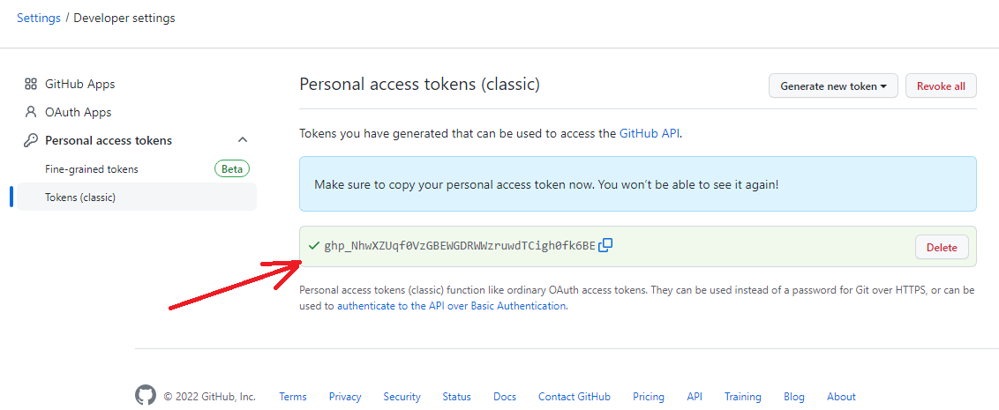 Settings / Developer settings
GitHub Apps
OAuth Apps
Personal access tokens
Fine-grained tokens Beta
Tokens (classic)
Personal access tokens (classic)
Generate new token
Revoke all
Tokens you have generated that can be used to access the GitHub API.
Make sure to copy your personal access token now. You won't be able to see it again!
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
Delete
Personal access tokens (classic) function like ordinary OAuth access tokens. They can be used instead of a password for Git over HTTPS, or can be
used to authenticate to the API over Basic Authentication.
© 2022 GitHub, Inc. Terms Privacy Security Status Docs Contact GitHub Pricing API Training Blog About